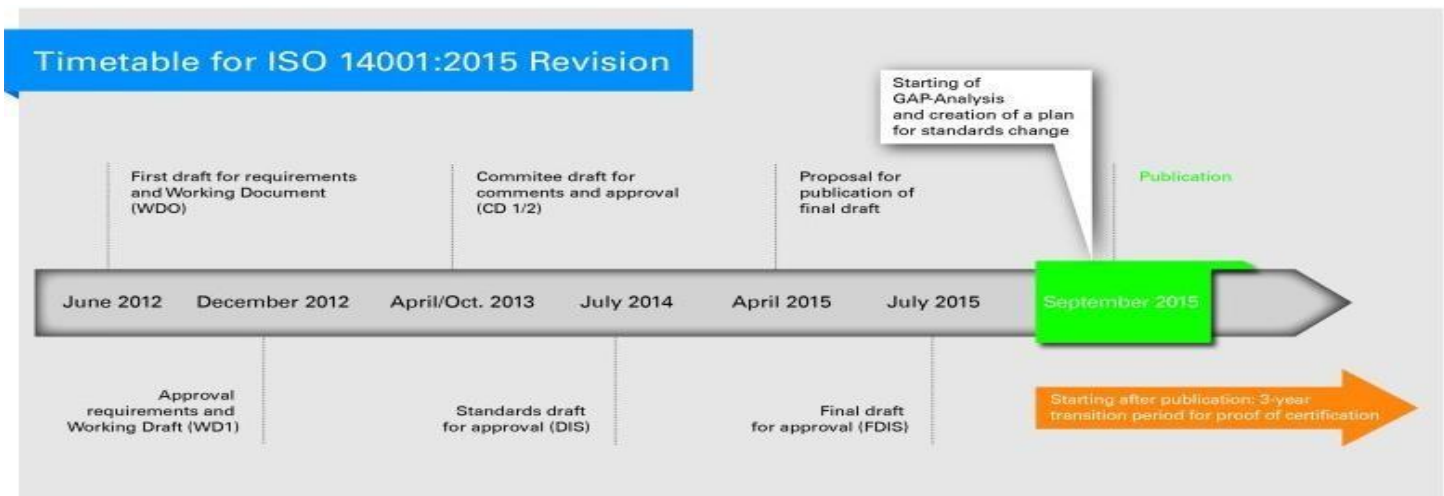 Timetable for ISO 14001:2015 Revision
Starting of
GAP-Analysis
and creation of a plan
for standards change
First draft for requirements
and Working Document
(WDO)
Commitee draft for
comments and approval
(CD 1/2)
Proposal for
publication of
final draft
Publication
June 2012
December 2012
April/Oct. 2013
July 2014
April 2015
July 2015
September 2015
Approval
requirements and
Working Draft (WD1)
Standards draft
for approval (DIS)
Final draft
for approval (FDIS)
Starting after publication: 3-year
transition period for proof of certification